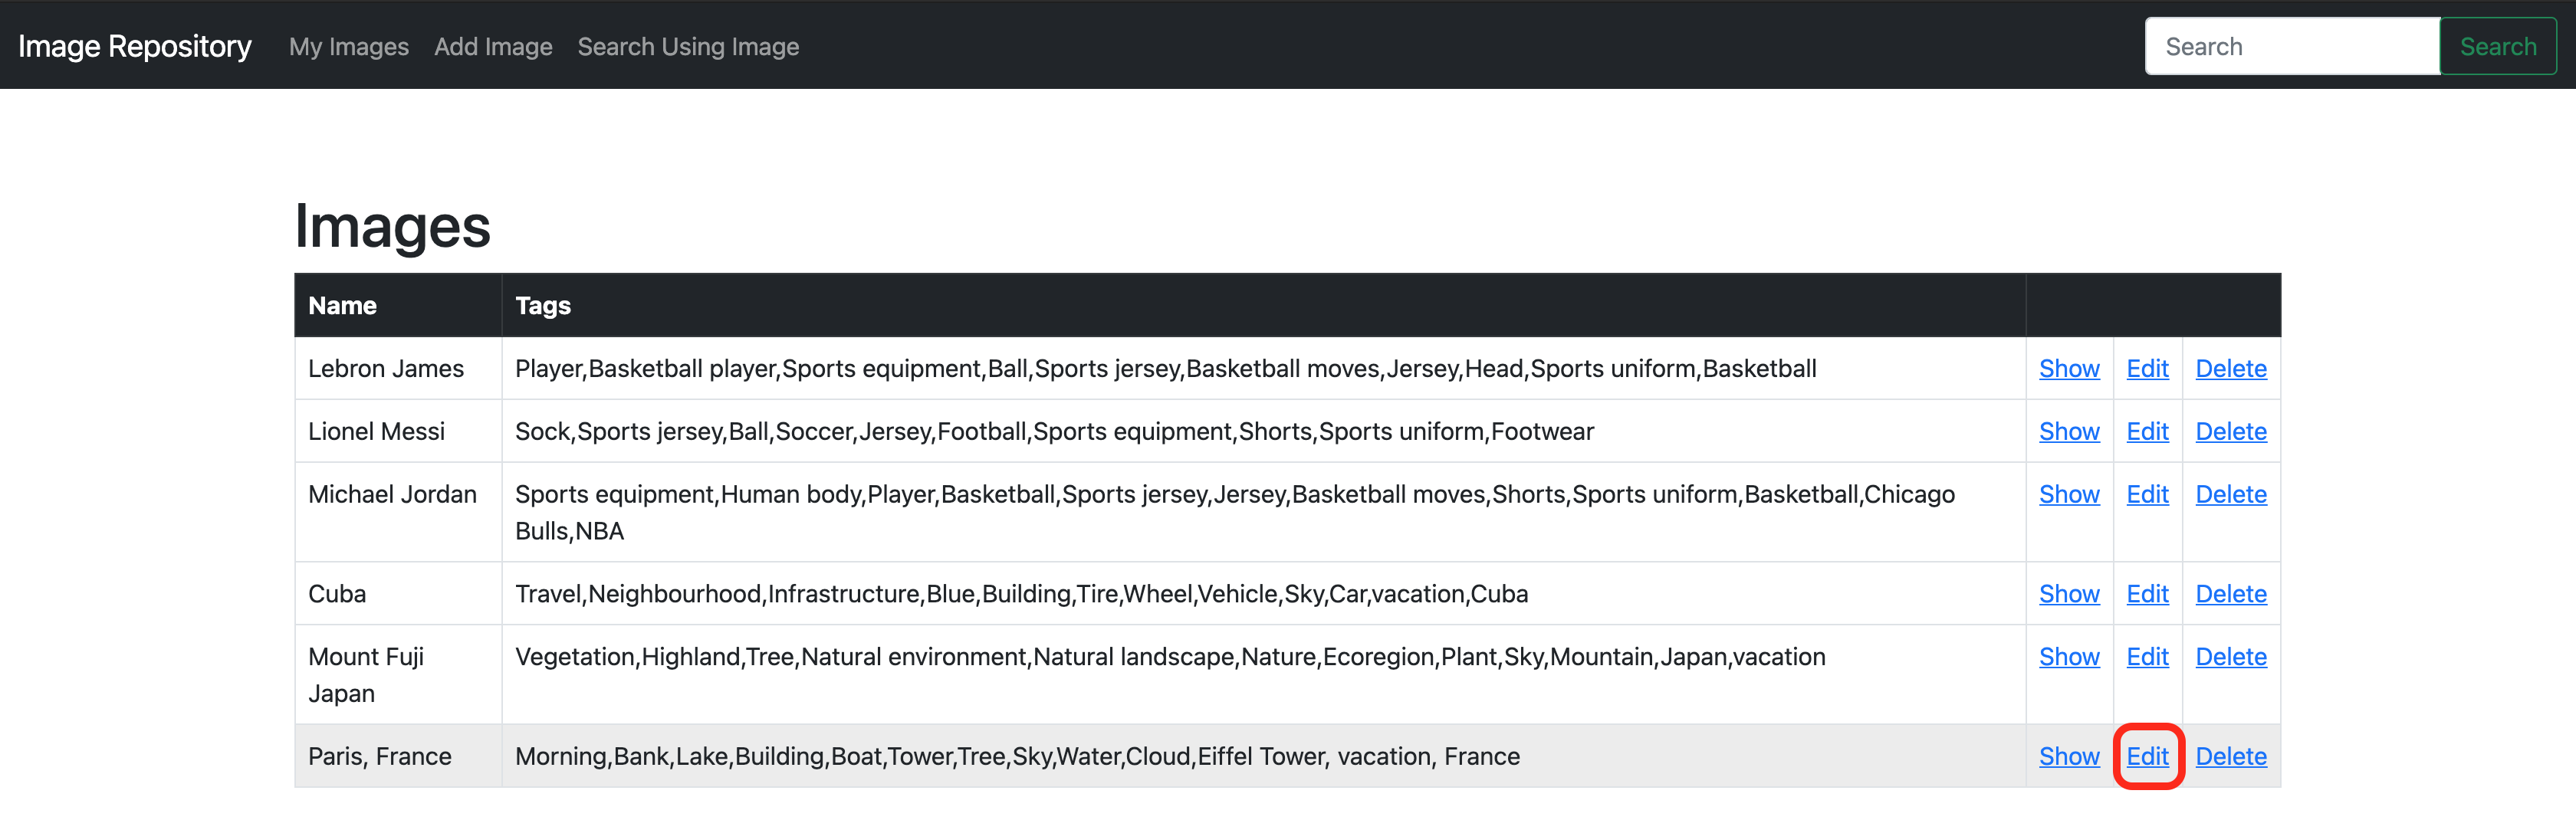 Image Repository My Images Add Image Search Using Image Search Search
Images
Name Tags
Lebron James Player,Basketball player,Sports equipment,Ball,Sports jersey,Basketball moves,Jersey,Head,Sports uniform,Basketball Show Edit Delete
Lionel Messi Sock,Sports jersey,Ball,Soccer,Jersey,Football,Sports equipment,Shorts,Sports uniform,Footwear Show Edit Delete
Michael Jordan Sports equipment,Human body,Player,Basketball,Sports jersey,Jersey,Basketball moves,Shorts,Sports uniform,Basketball,Chicago Show Edit Delete
Bulls,NBA
Cuba Travel,Neighbourhood,Infrastructure,Blue,Building,Tire,Wheel,Vehicle,Sky,Car,vacation,Cuba Show Edit Delete
Mount Fuji Vegetation,Highland,Tree,Natural environment,Natural landscape,Nature,Ecoregion,Plant,Sky,Mountain,Japan,vacation Show Edit Delete
Japan
Paris, France Morning,Bank,Lake,Building,Boat,Tower,Tree,Sky,Water,Cloud,Eiffel Tower, vacation, France Show Edit Delete